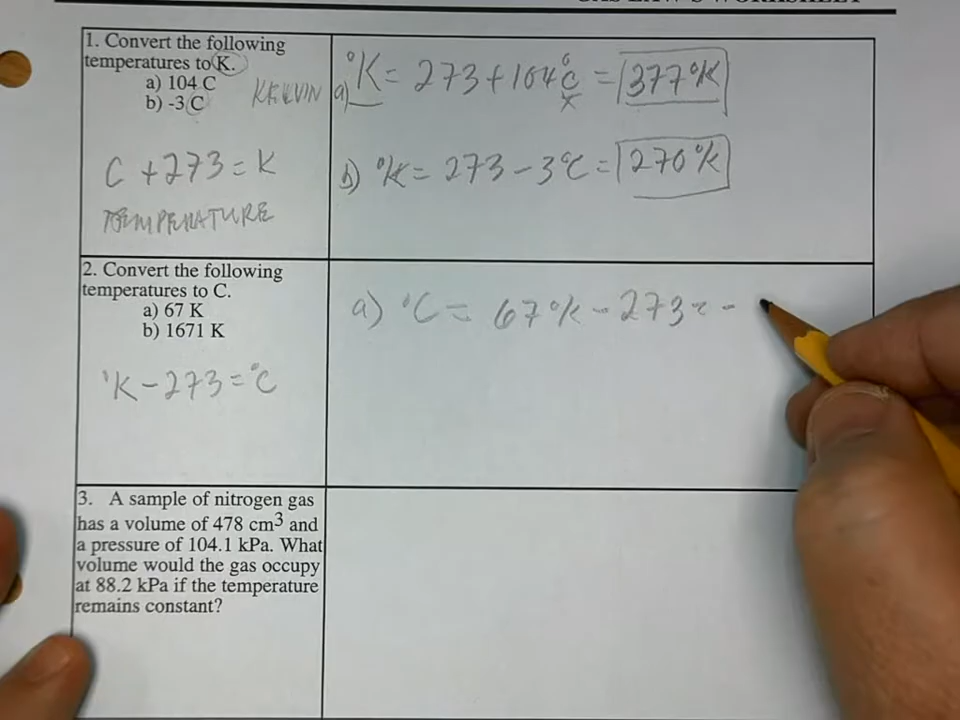 1. Convert the following
temperatures to K.
a) 104 C
b) -3 C
KELVIN
C + 273 = K
TEMPERATURE
a) °K = 273 + 104°C = 377°K
b) °K = 273 - 3°C = 270°K
2. Convert the following
temperatures to C.
a) 67 K
b) 1671 K
°K - 273 = °C
a) °C = 67°K - 273 = -
3. A sample of nitrogen gas
has a volume of 478 cm3 and
a pressure of 104.1 kPa. What
volume would the gas occupy
at 88.2 kPa if the temperature
remains constant?